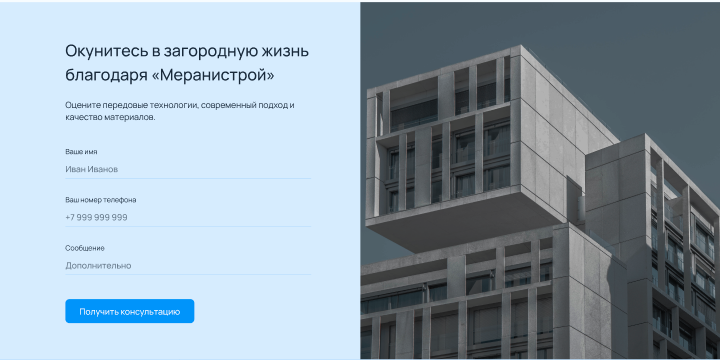 Окунитесь в загородную жизнь
благодаря «Меранистрой»
Оцените передовые технологии, современный подход и
качество материалов.
Ваше имя
Иван Иванов
Ваш номер телефона
+7 999 999 999
Сообщение
Дополнительно
Получить консультацию